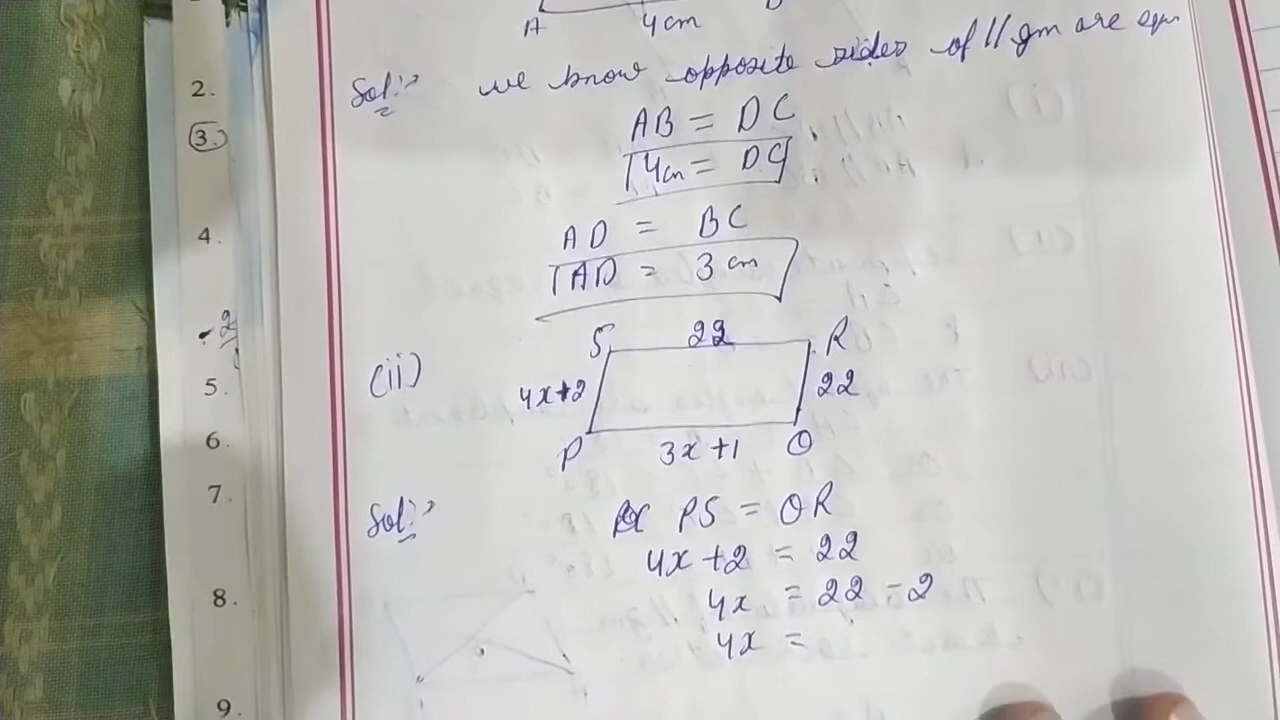 A 4cm
2. Sol:- we know opposite sides of ||gm are
3. AB = DC
4cm = DC
4. AD = BC
AD = 3 cm
S 22 R
(ii) 4x+2 22
5.
6. P 3x+1 Q
7. Sol:- PS = QR
4x+2 = 22
8. 4x = 22-2
4x =
9.